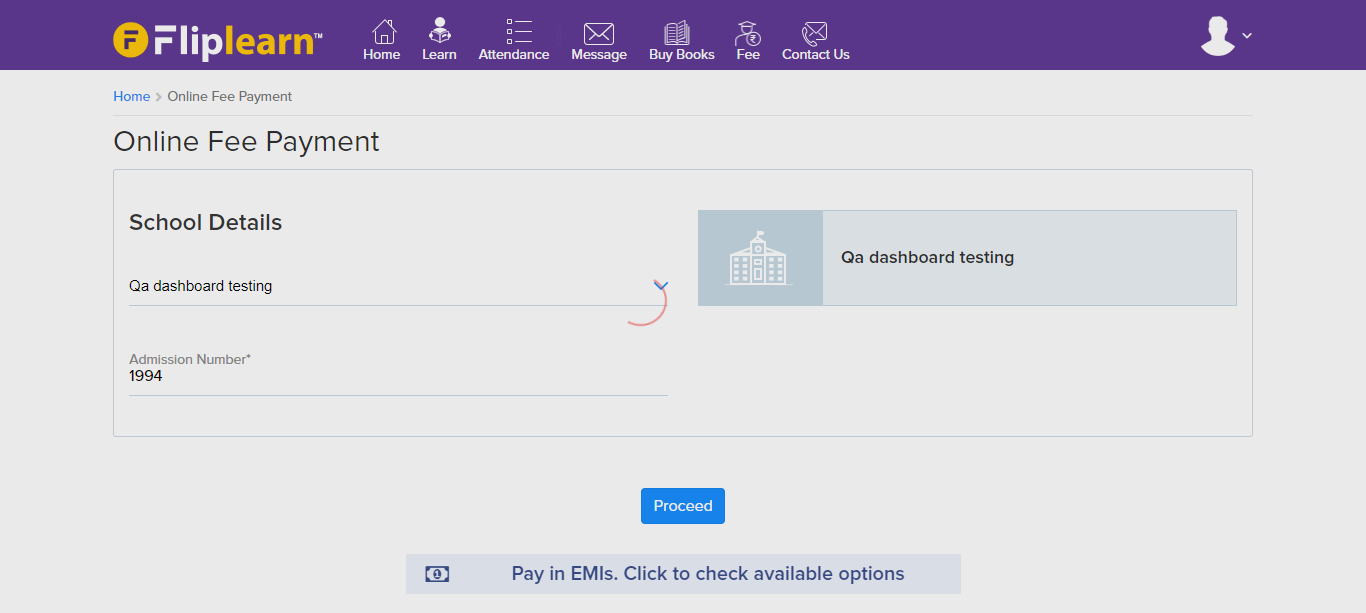 Fliplearn™
Home Learn Attendance Message Buy Books Fee Contact Us
Home > Online Fee Payment
Online Fee Payment
School Details
Qa dashboard testing
Qa dashboard testing
Admission Number*
1994
Proceed
Pay in EMIs. Click to check available options